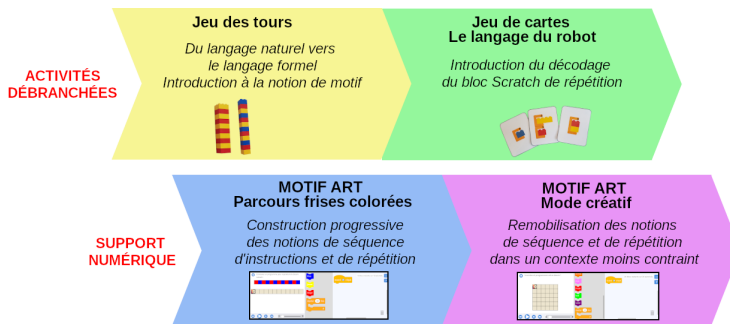 Jeu des tours
Du langage naturel vers
le langage formel
Introduction à la notion de motif
Jeu de cartes
Le langage du robot
Introduction du décodage
du bloc Scratch de répétition
ACTIVITÉS
DÉBRANCHÉES
MOTIF ART
Parcours frises colorées
Construction progressive
des notions de séquence
d'instructions et de répétition
MOTIF ART
Mode créatif
Remobilisation des notions
de séquence et de répétition
dans un contexte moins contraint
SUPPORT
NUMÉRIQUE